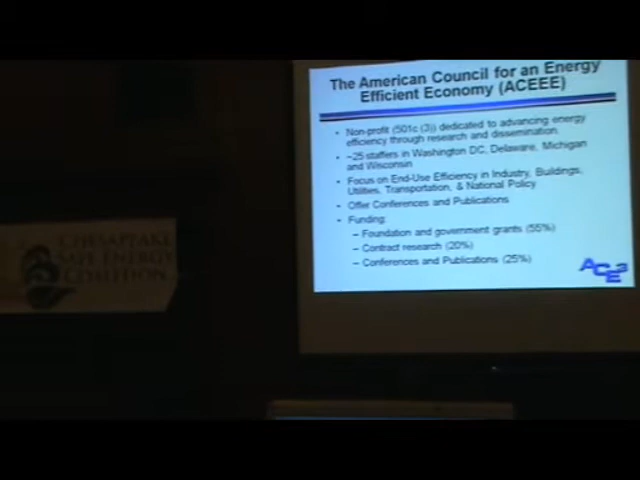 The American Council for an Energy
Efficient Economy (ACEEE)
• Non-profit (501c (3)) dedicated to advancing energy
efficiency through research and dissemination.
• ~25 staffers in Washington DC, Delaware, Michigan
and Wisconsin
• Focus on End-Use Efficiency in Industry, Buildings,
Utilities, Transportation, & National Policy
• Offer Conferences and Publications
• Funding:
– Foundation and government grants (55%)
– Contract research (20%)
– Conferences and Publications (25%)
ACE3
CHESAPEAKE
SAFE ENERGY
COALITION